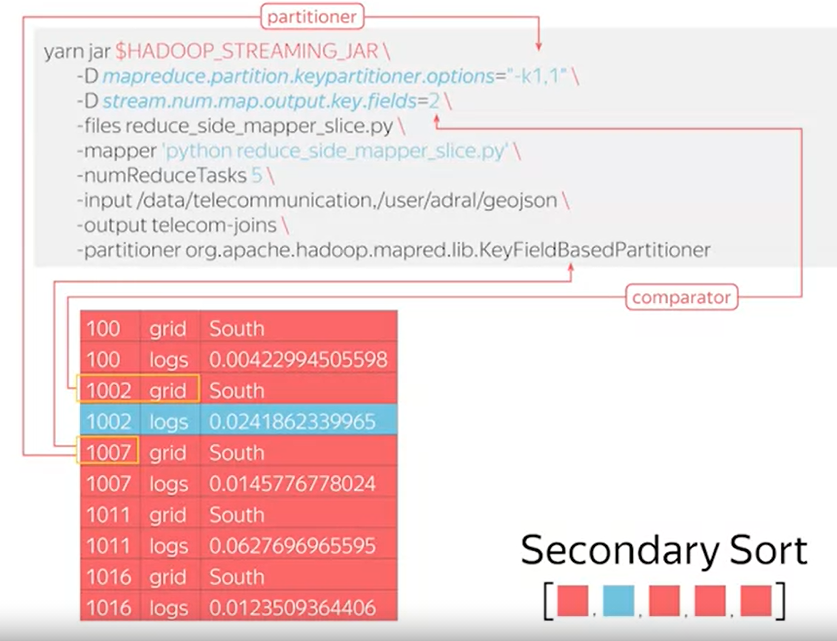 partitioner
yarn jar $HADOOP_STREAMING_JAR \
-D mapreduce.partition.keypartitioner.options="-k1,1" \
-D stream.num.map.output.key.fields=2 \
-files reduce_side_mapper_slice.py \
-mapper 'python reduce_side_mapper_slice.py' \
-numReduceTasks 5 \
-input /data/telecommunication,/user/adral/geojson \
-output telecom-joins \
-partitioner org.apache.hadoop.mapred.lib.KeyFieldBasedPartitioner
comparator
100 grid South
100 logs 0.00422994505598
1002 grid South
1002 logs 0.0241862339965
1007 grid South
1007 logs 0.0145776778024
1011 grid South
1011 logs 0.0627696965595
1016 grid South
1016 logs 0.0123509364406
Secondary Sort
[ , , , , ]